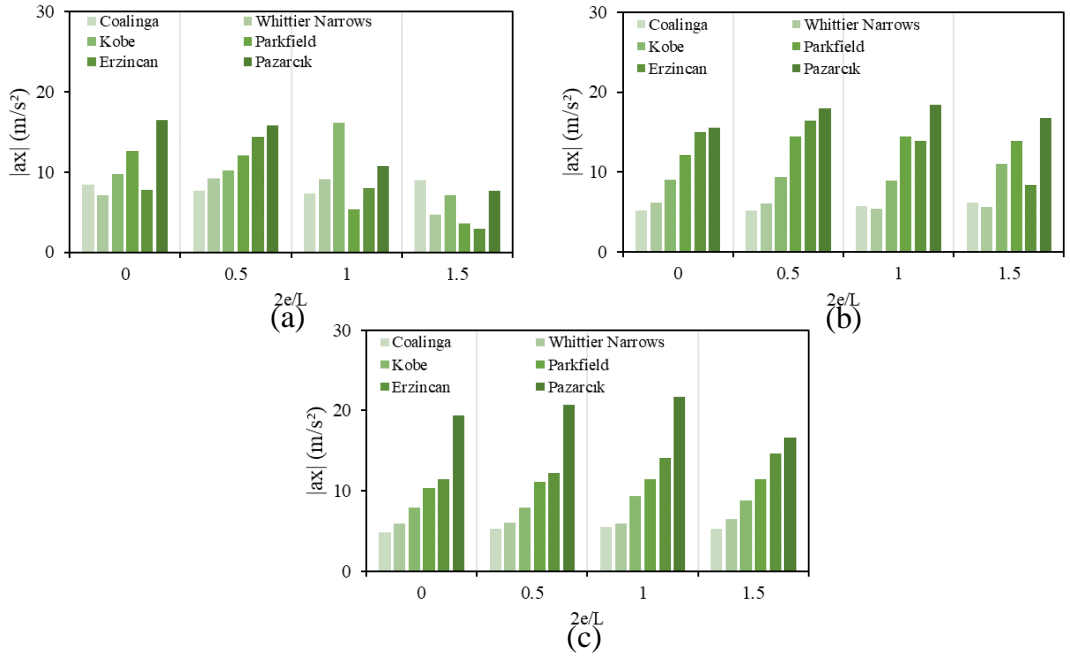 30
20
10
0
|ax| (m/s²)
Coalinga Whittier Narrows
Kobe Parkfield
Erzincan Pazarcık
0 0.5 1 1.5
2e/L
(a)
30
20
10
0
|ax| (m/s²)
Coalinga Whittier Narrows
Kobe Parkfield
Erzincan Pazarcık
0 0.5 1 1.5
2e/L
(b)
30
20
10
0
|ax| (m/s²)
Coalinga Whittier Narrows
Kobe Parkfield
Erzincan Pazarcık
0 0.5 1 1.5
2e/L
(c)